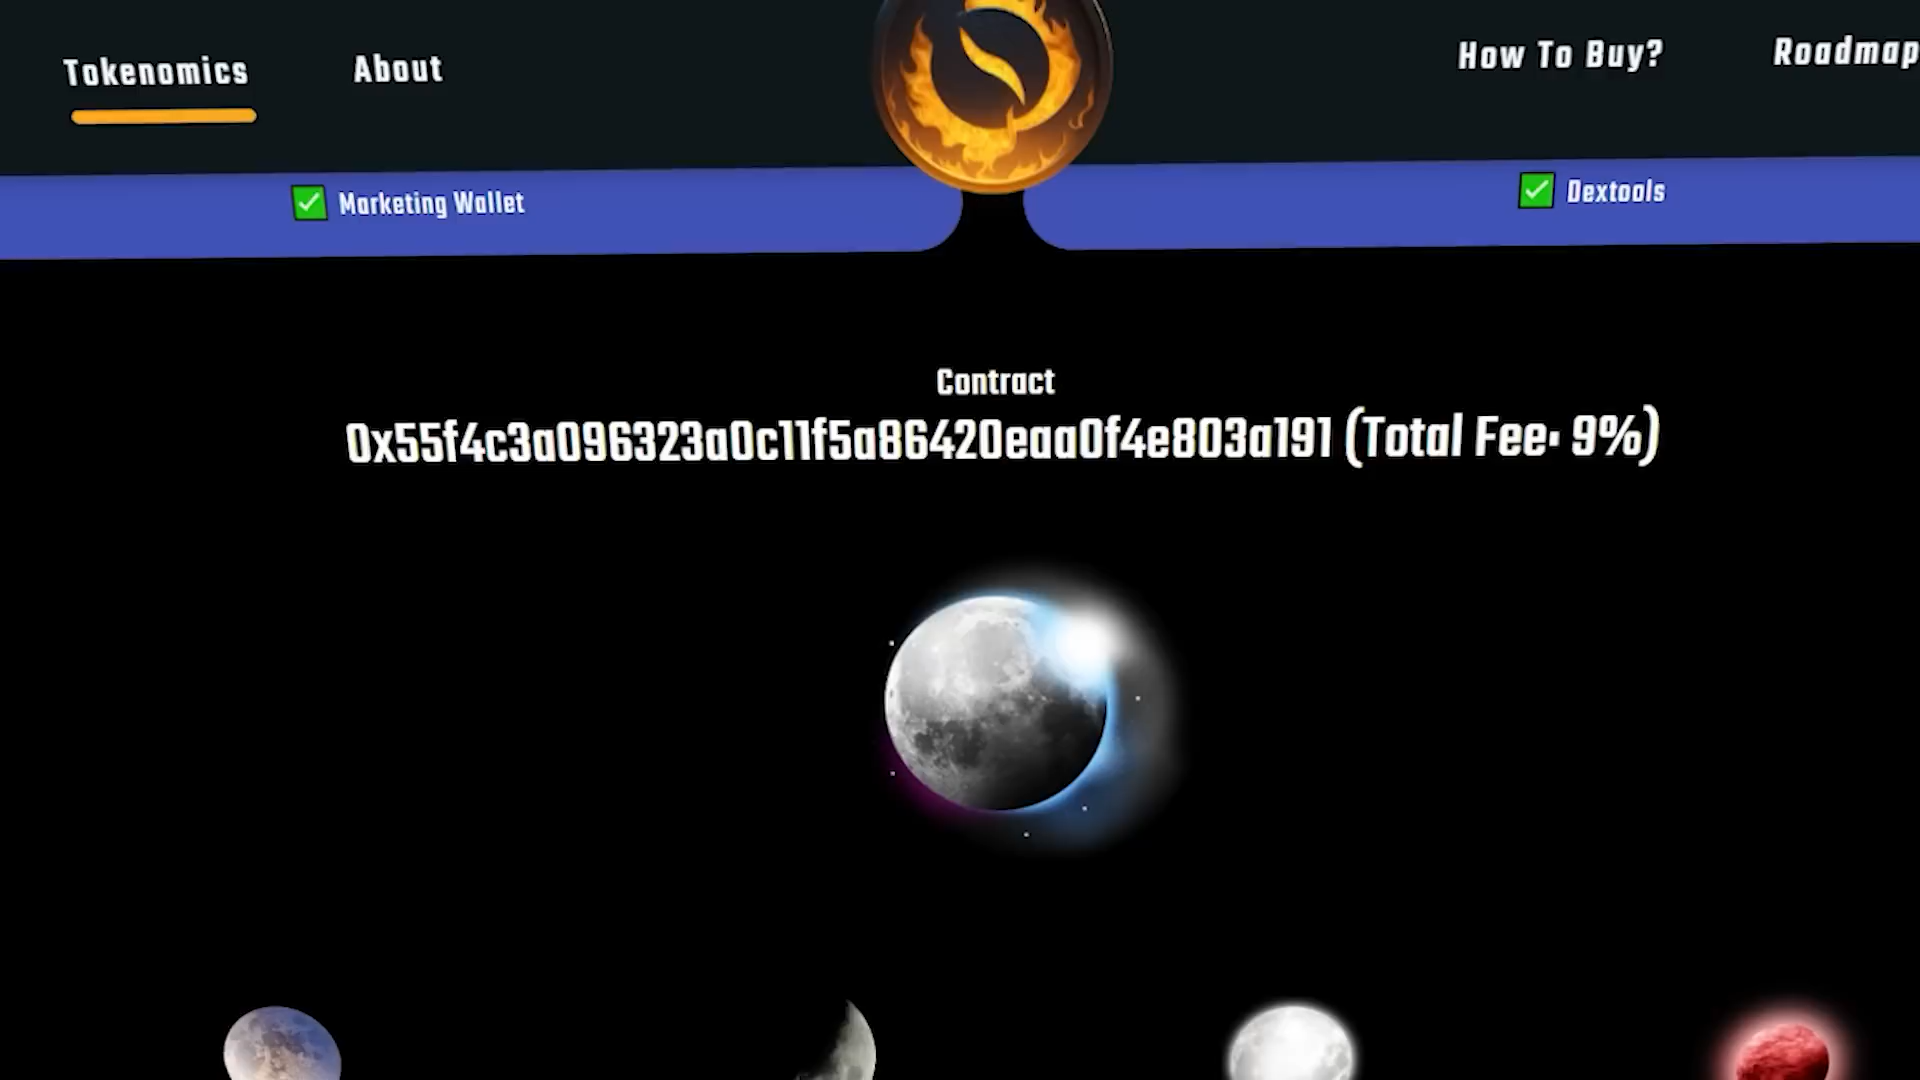 Tokenomics About How To Buy? Roadmap
Marketing Wallet Dextools
Contract
0x55f4c3a096323a0c11f5a86420eaa0f4e803a191 (Total Fee: 9%)